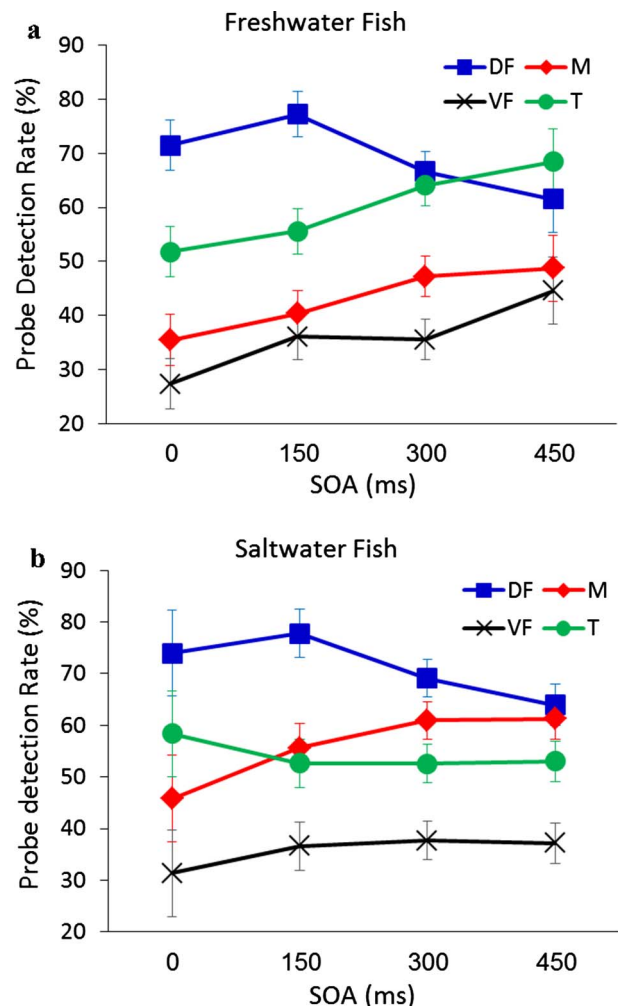 a
Freshwater Fish
90
80
70
60
50
40
30
20
Probe Detection Rate (%)
DF M
VF T
0 150 300 450
SOA (ms)
b
Saltwater Fish
90
80
70
60
50
40
30
20
Probe detection Rate (%)
DF M
VF T
0 150 300 450
SOA (ms)